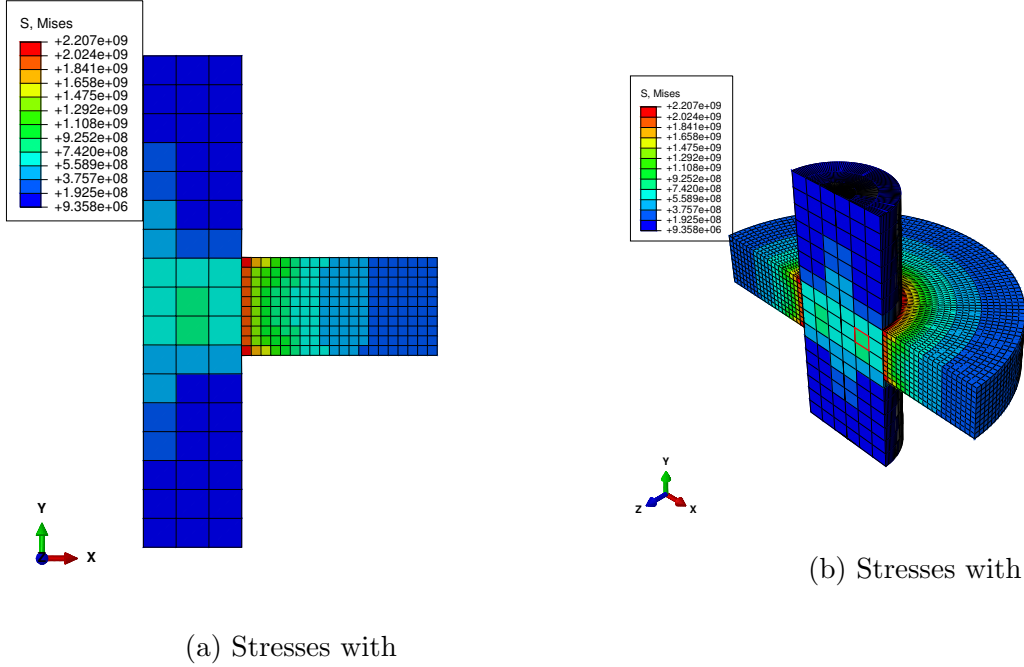 S, Mises
+2.207e+09
+2.024e+09
+1.841e+09
+1.658e+09
+1.475e+09
+1.292e+09
+1.108e+09
+9.252e+08
+7.420e+08
+5.589e+08
+3.757e+08
+1.925e+08
+9.358e+06
Y
X
(a) Stresses with
S, Mises
+2.207e+09
+2.024e+09
+1.841e+09
+1.658e+09
+1.475e+09
+1.292e+09
+1.108e+09
+9.252e+08
+7.420e+08
+5.589e+08
+3.757e+08
+1.925e+08
+9.358e+06
Y
Z
X
(b) Stresses with